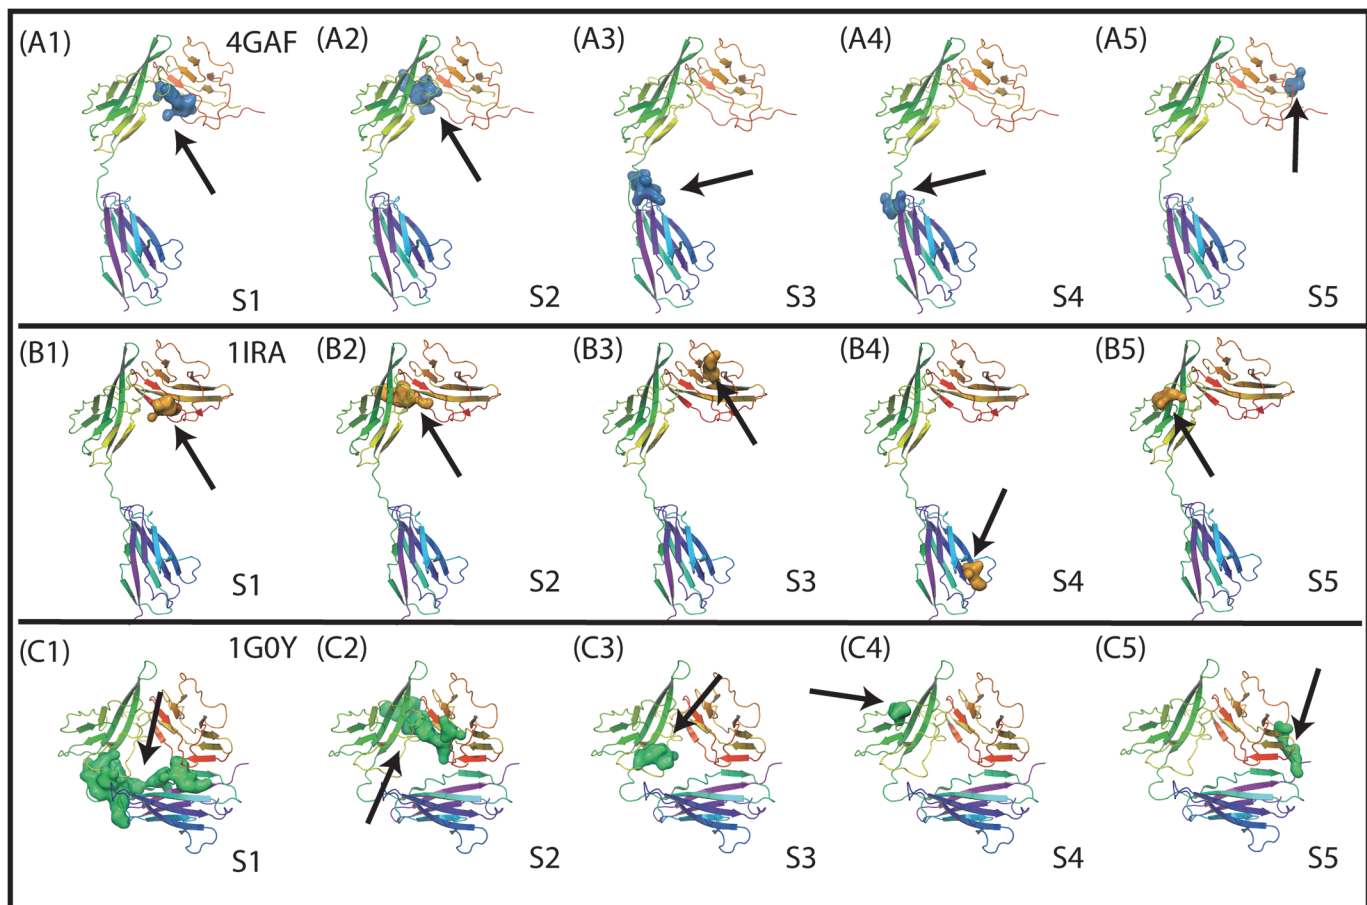 (A1) 4GAF (A2) (A3) (A4) (A5)
S1 S2 S3 S4 S5
(B1) 1IRA (B2) (B3) (B4) (B5)
S1 S2 S3 S4 S5
(C1) 1G0Y (C2) (C3) (C4) (C5)
S1 S2 S3 S4 S5